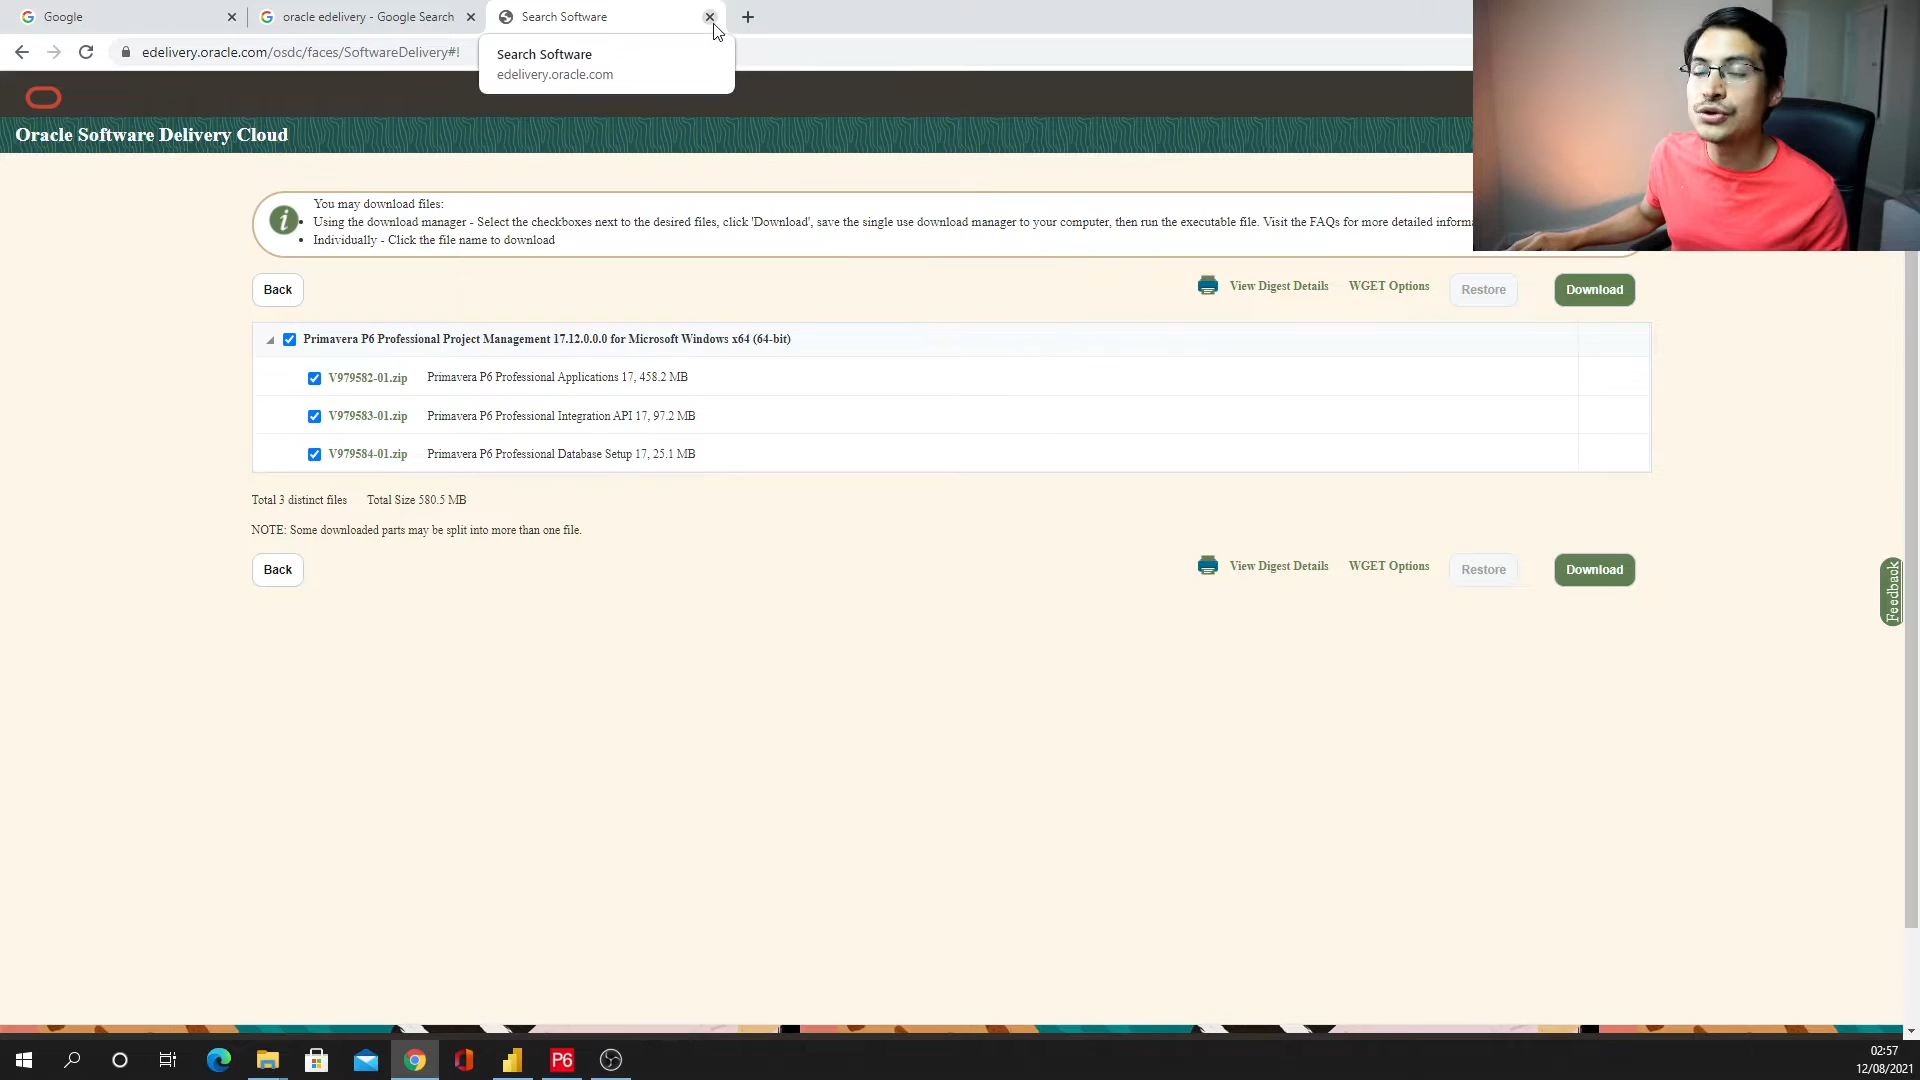 Google
oracle edelivery - Google Search
Search Software
edelivery.oracle.com/osdc/faces/SoftwareDelivery#!
Search Software
edelivery.oracle.com
Oracle Software Delivery Cloud
You may download files:
Using the download manager - Select the checkboxes next to the desired files, click 'Download', save the single use download manager to your computer, then run the executable file. Visit the FAQs for more detailed
Individually - Click the file name to download
Back
View Digest Details
WGET Options
Restore
Download
Primavera P6 Professional Project Management 17.12.0.0.0 for Microsoft Windows x64 (64-bit)
V979582-01.zip Primavera P6 Professional Applications 17, 458.2 MB
V979583-01.zip Primavera P6 Professional Integration API 17, 97.2 MB
V979584-01.zip Primavera P6 Professional Database Setup 17, 25.1 MB
Total 3 distinct files Total Size 580.5 MB
NOTE: Some downloaded parts may be split into more than one file.
Back
View Digest Details
WGET Options
Restore
Download
Feedback
P6
02:57
12/08/2021